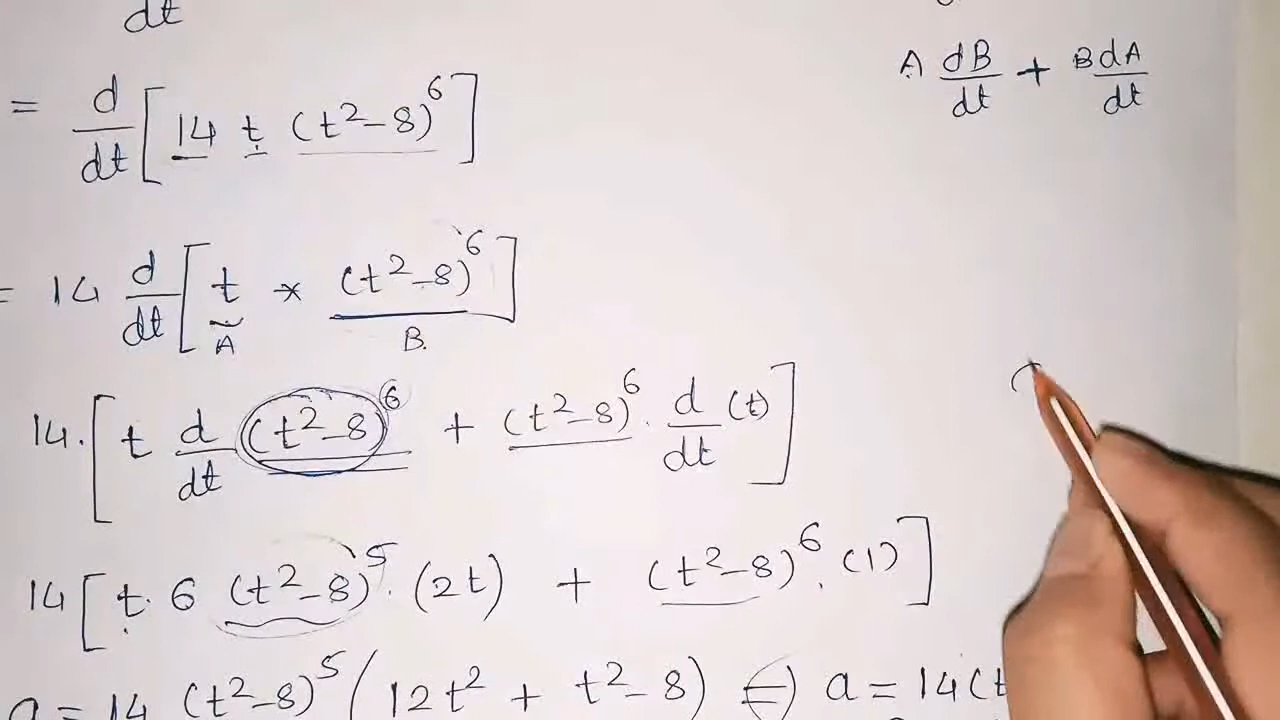 dt
= d/dt [14 t (t²-8)⁶]
A dB/dt + B dA/dt
= 14 d/dt [t * (t²-8)⁶]
A B.
14. [t d/dt (t²-8)⁶ + (t²-8)⁶ . d/dt (t)]
14 [t. 6 (t²-8)⁵. (2t) + (t²-8)⁶. (1)]
a = 14 (t²-8)⁵ (12t² + t²-8) ⇔ a = 14(t